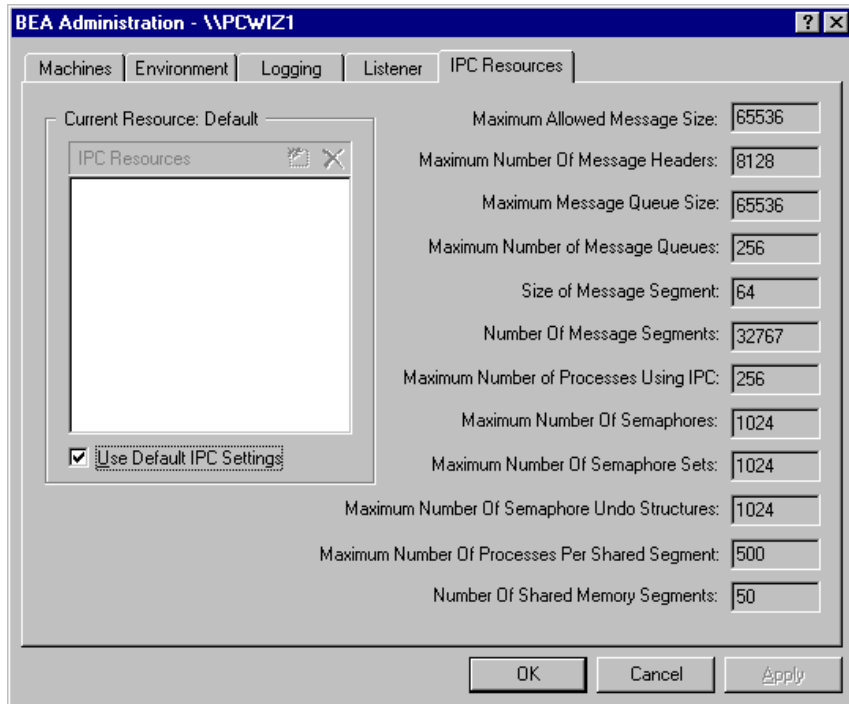 BEA Administration - \\PCWIZ1
Machines Environment Logging Listener IPC Resources
Current Resource: Default
IPC Resources
Use Default IPC Settings
Maximum Allowed Message Size: 65536
Maximum Number Of Message Headers: 8128
Maximum Message Queue Size: 65536
Maximum Number of Message Queues: 256
Size of Message Segment: 64
Number Of Message Segments: 32767
Maximum Number of Processes Using IPC: 256
Maximum Number Of Semaphores: 1024
Maximum Number Of Semaphore Sets: 1024
Maximum Number Of Semaphore Undo Structures: 1024
Maximum Number Of Processes Per Shared Segment: 500
Number Of Shared Memory Segments: 50
OK Cancel Apply